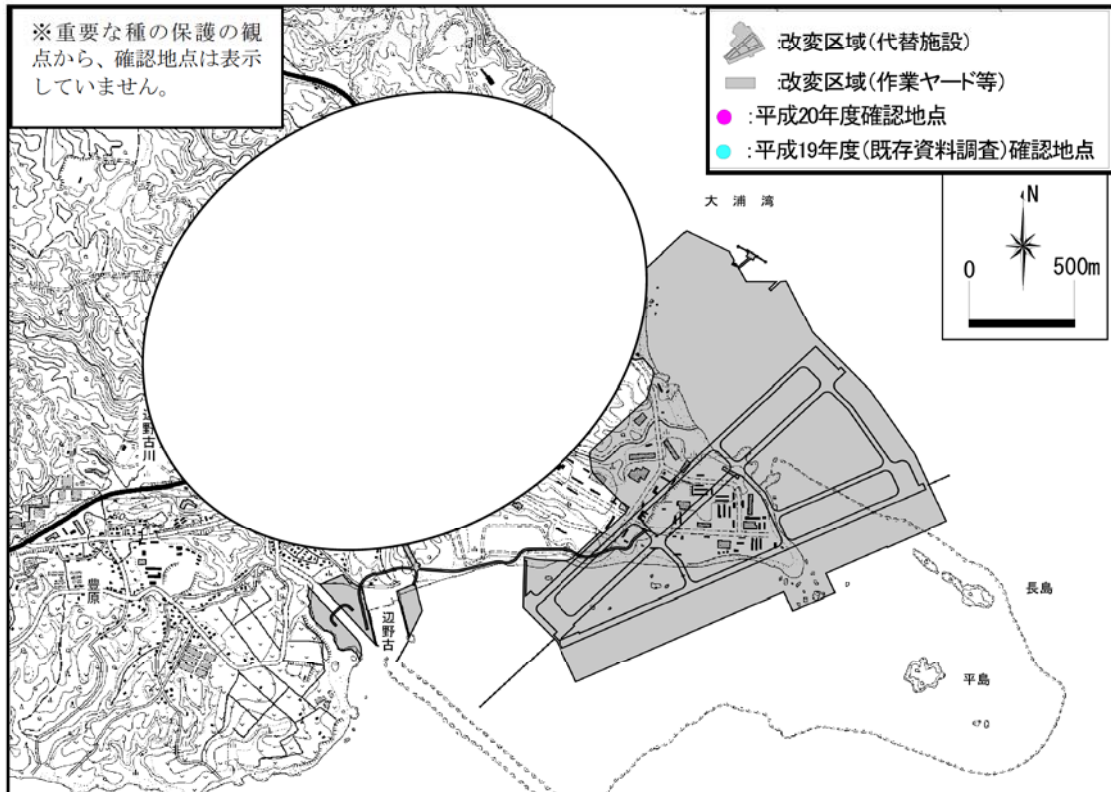 ※重要な種の保護の観
点から、確認地点は表示
していません。
:改変区域(代替施設)
:改変区域(作業ヤード等)
:平成20年度確認地点
:平成19年度(既存資料調査)確認地点
大浦湾
N
0 500m
辺野古川
豊原
辺野古
長島
平島